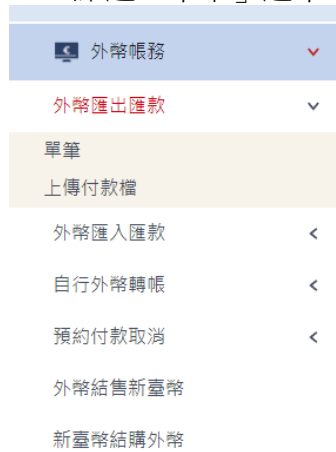 外幣帳務
外幣匯出匯款
單筆
上傳付款檔
外幣匯入匯款
自行外幣轉帳
預約付款取消
外幣結售新臺幣
新臺幣結購外幣